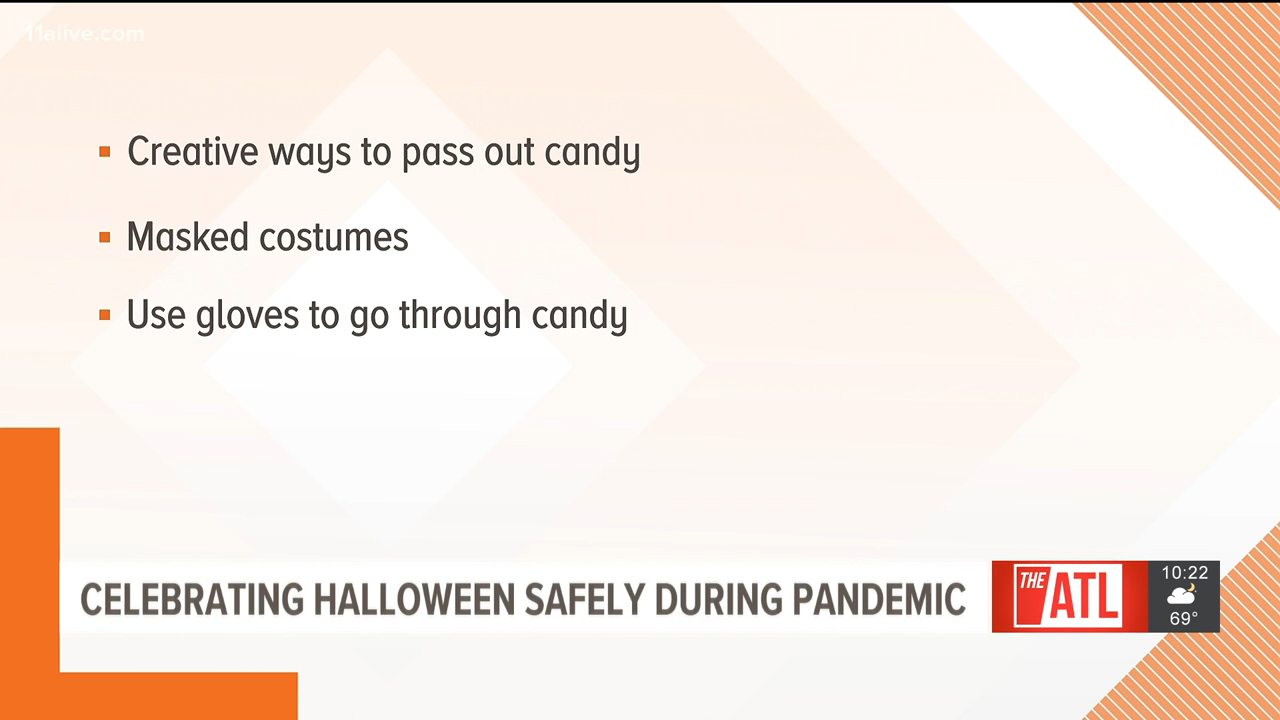 11alive.com
Creative ways to pass out candy
Masked costumes
Use gloves to go through candy
CELEBRATING HALLOWEEN SAFELY DURING PANDEMIC
THE ATL
10:22
69°